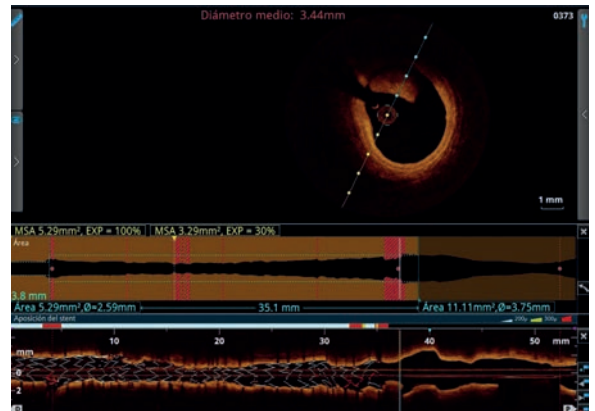 Diámetro medio: 3.44mm
0373
1 mm
MSA 5.29mm², EXP = 100% MSA 3.29mm², EXP = 30%
Área
3.8 mm
Área 5.29mm²,Ø=2.59mm 35.1 mm Área 11.11mm²,Ø=3.75mm
Aposición del stent 200µ 300µ
10 20 30 40 50 mm
mm
0
2